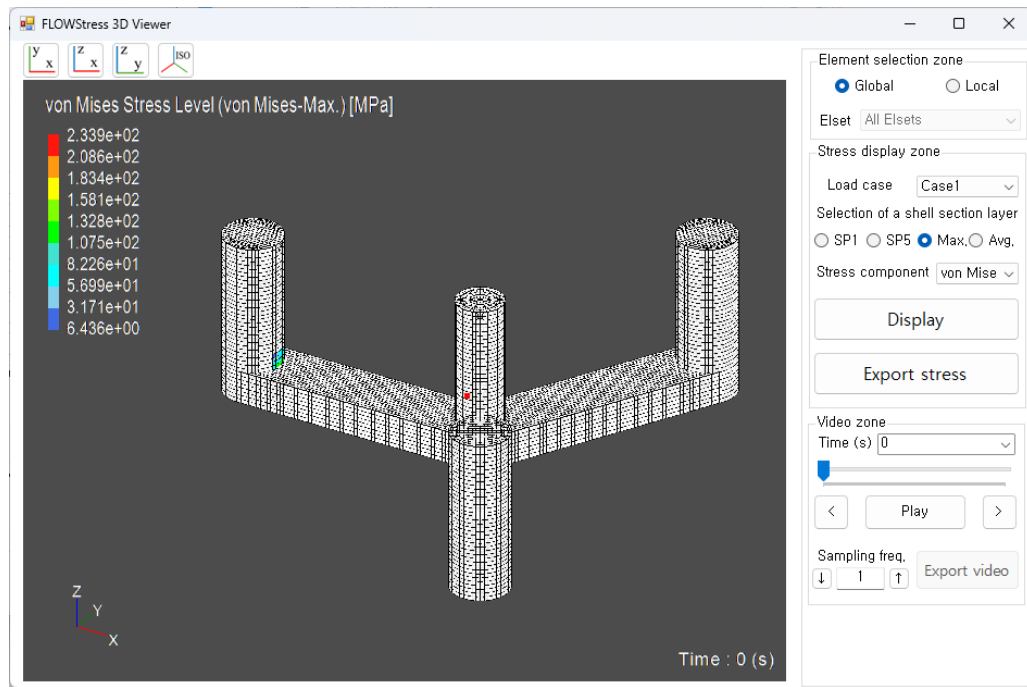 FLOWStress 3D Viewer
y x
z x
z y
ISO
von Mises Stress Level (von Mises-Max.) [MPa]
2.339e+02
2.086e+02
1.834e+02
1.581e+02
1.328e+02
1.075e+02
8.226e+01
5.699e+01
3.171e+01
6.436e+00
Z
Y
X
Time : 0 (s)
Element selection zone
Global Local
Elset All Elsets
Stress display zone
Load case Case1
Selection of a shell section layer
SP1 SP5 Max. Avg.
Stress component von Mise
Display
Export stress
Video zone
Time (s) 0
< Play >
Sampling freq.
↓ 1 ↑ Export video